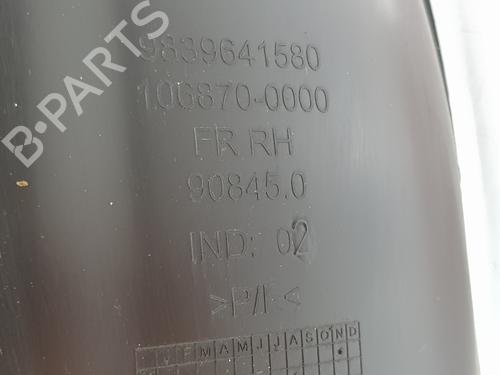 9839641580
106870-0000
FR RH
90845.0
IND: 02
J F M A M J J A S O N D
B-PARTS